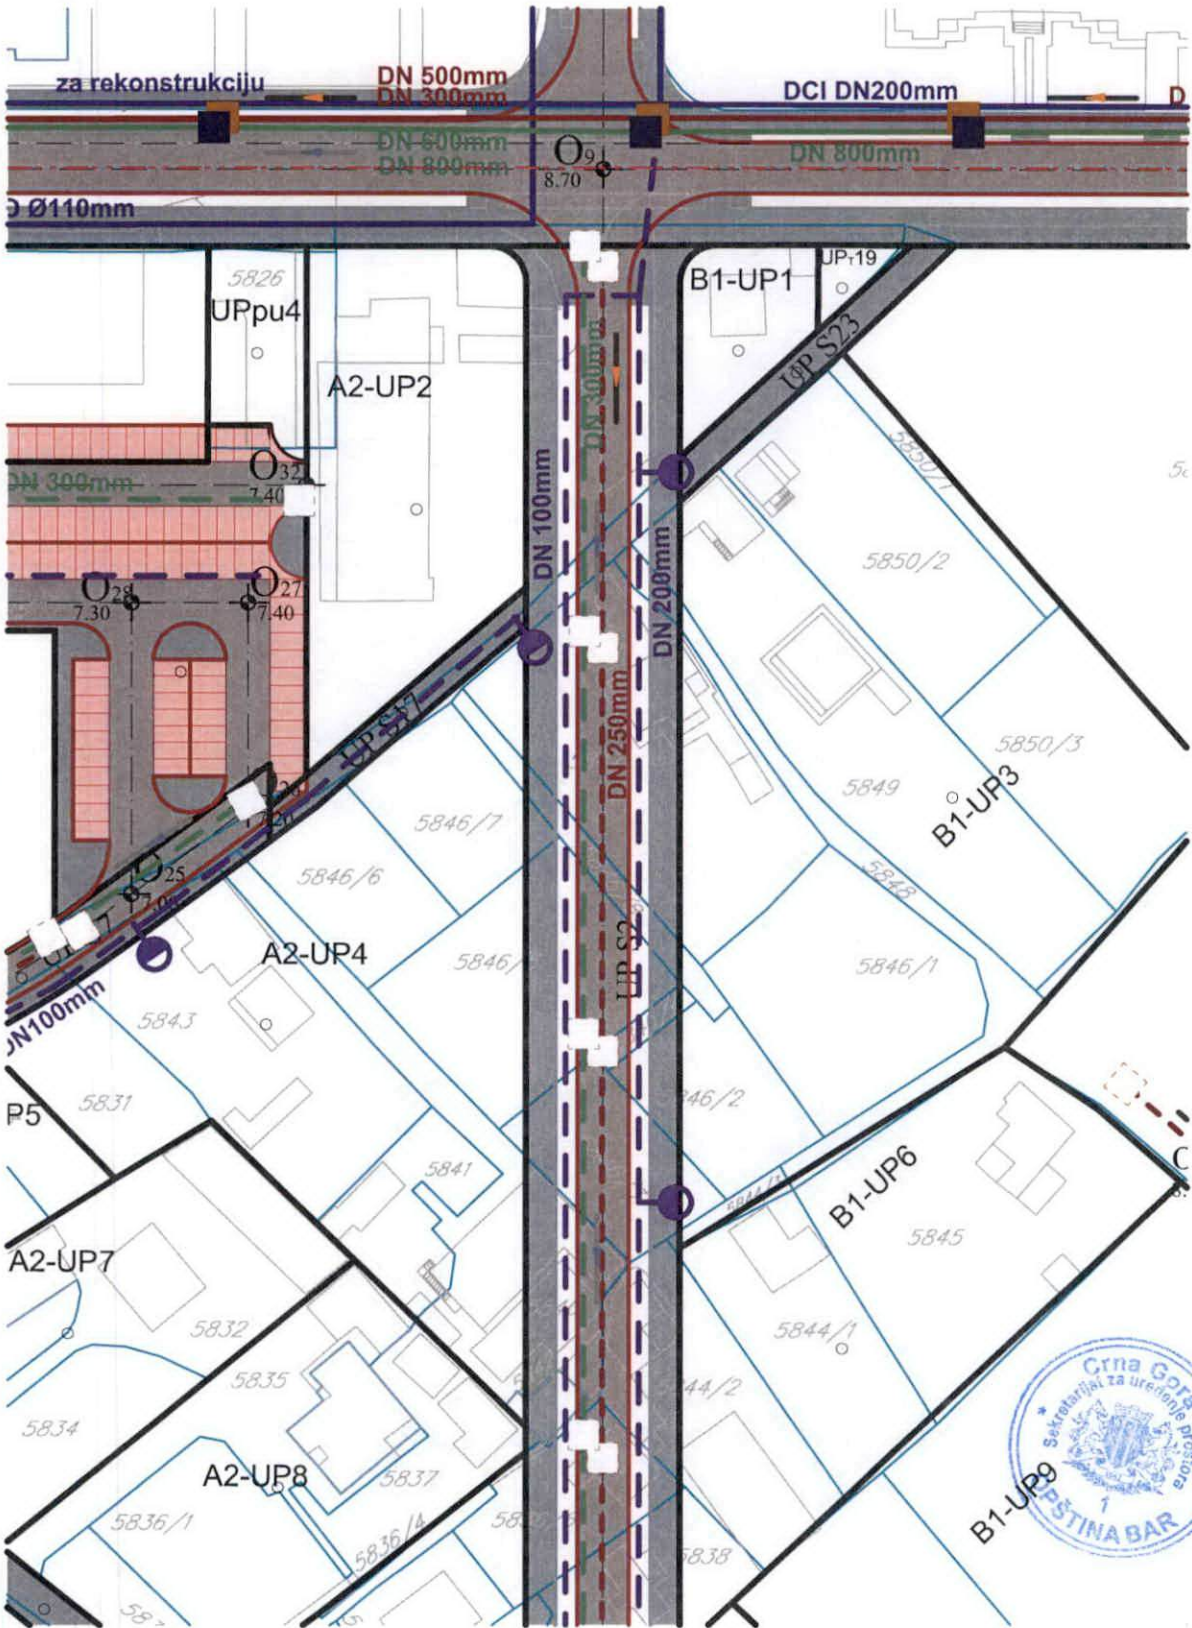 za rekonstrukciju
DN 500mm
DN 300mm
DCI DN200mm
D
DN 600mm
DN 800mm
O9
8.70
DN 800mm
Ø110mm
5826
UPpu4
B1-UP1
UPT19
UP S23
A2-UP2
DN 300mm
DN 300mm
O32
7.40
5850/1
DN 100mm
DN 200mm
5850/2
O28
7.30
O27
7.40
UP S17
DN 250mm
5850/3
5849
B1-UP3
5846/7
5846/6
5848
O25
A2-UP4
5846/
UP S2
5846/1
DN100mm
5843
5831
P5
46/2
5841
B1-UP6
5845
A2-UP7
5832
5844/1
5835
44/2
5834
A2-UP8
5837
5836/1
5836/4
5838
B1-UP9
Crna Gora
Sekretarijat za uređenje prostora
1
OPŠTINA BAR